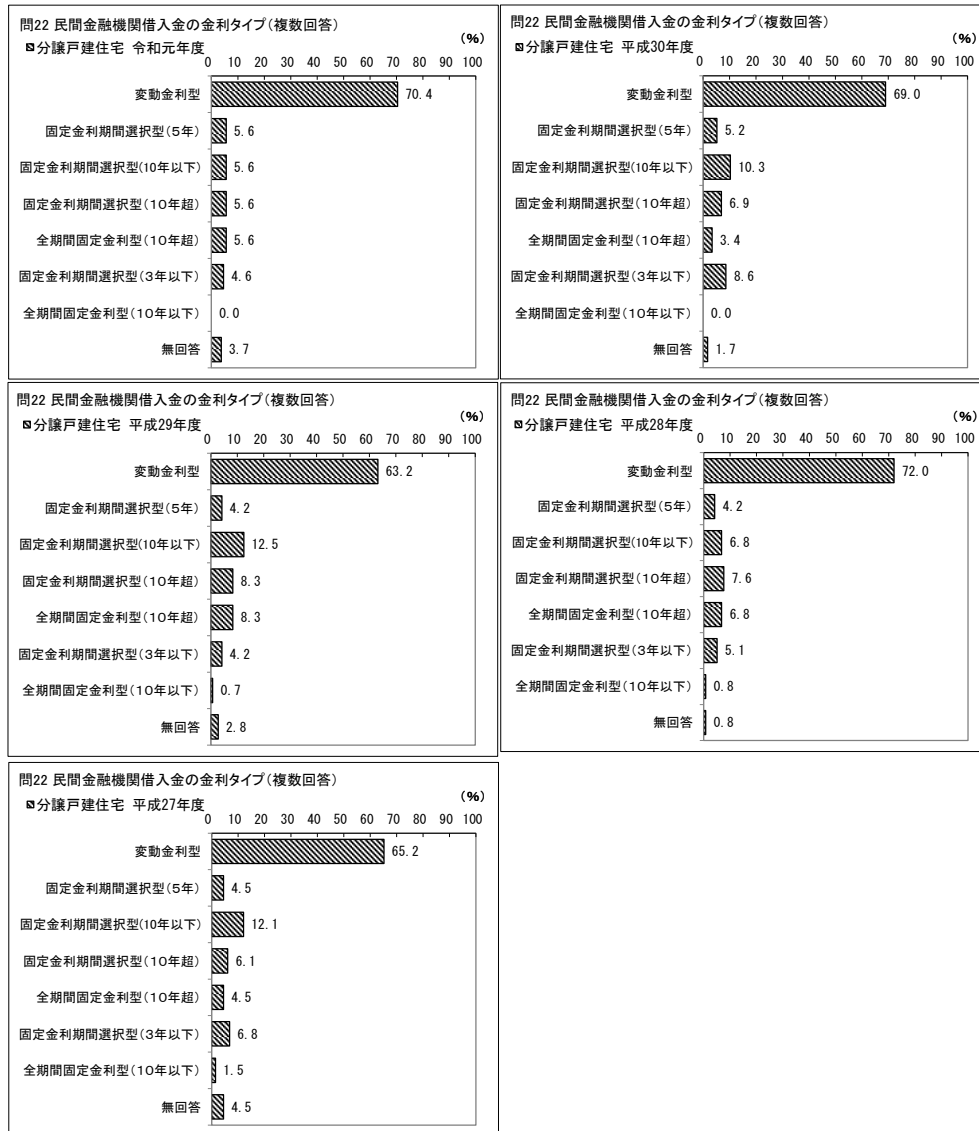 問22 民間金融機関借入金の金利タイプ(複数回答)
(%)
分譲戸建住宅 令和元年度
0 10 20 30 40 50 60 70 80 90 100
変動金利型 70.4
固定金利期間選択型(5年) 5.6
固定金利期間選択型(10年以下) 5.6
固定金利期間選択型(10年超) 5.6
全期間固定金利型(10年超) 5.6
固定金利期間選択型(3年以下) 4.6
全期間固定金利型(10年以下) 0.0
無回答 3.7
問22 民間金融機関借入金の金利タイプ(複数回答)
(%)
分譲戸建住宅 平成30年度
0 10 20 30 40 50 60 70 80 90 100
変動金利型 69.0
固定金利期間選択型(5年) 5.2
固定金利期間選択型(10年以下) 10.3
固定金利期間選択型(10年超) 6.9
全期間固定金利型(10年超) 3.4
固定金利期間選択型(3年以下) 8.6
全期間固定金利型(10年以下) 0.0
無回答 1.7
問22 民間金融機関借入金の金利タイプ(複数回答)
(%)
分譲戸建住宅 平成29年度
0 10 20 30 40 50 60 70 80 90 100
変動金利型 63.2
固定金利期間選択型(5年) 4.2
固定金利期間選択型(10年以下) 12.5
固定金利期間選択型(10年超) 8.3
全期間固定金利型(10年超) 8.3
固定金利期間選択型(3年以下) 4.2
全期間固定金利型(10年以下) 0.7
無回答 2.8
問22 民間金融機関借入金の金利タイプ(複数回答)
(%)
分譲戸建住宅 平成28年度
0 10 20 30 40 50 60 70 80 90 100
変動金利型 72.0
固定金利期間選択型(5年) 4.2
固定金利期間選択型(10年以下) 6.8
固定金利期間選択型(10年超) 7.6
全期間固定金利型(10年超) 6.8
固定金利期間選択型(3年以下) 5.1
全期間固定金利型(10年以下) 0.8
無回答 0.8
問22 民間金融機関借入金の金利タイプ(複数回答)
(%)
分譲戸建住宅 平成27年度
0 10 20 30 40 50 60 70 80 90 100
変動金利型 65.2
固定金利期間選択型(5年) 4.5
固定金利期間選択型(10年以下) 12.1
固定金利期間選択型(10年超) 6.1
全期間固定金利型(10年超) 4.5
固定金利期間選択型(3年以下) 6.8
全期間固定金利型(10年以下) 1.5
無回答 4.5